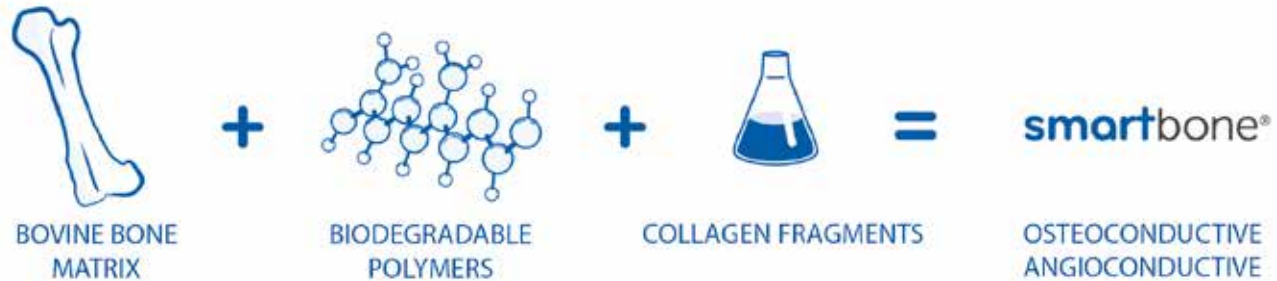 + + = smartbone®
BOVINE BONE
MATRIX
BIODEGRADABLE
POLYMERS
COLLAGEN FRAGMENTS
OSTEOCONDUCTIVE
ANGIOCONDUCTIVE